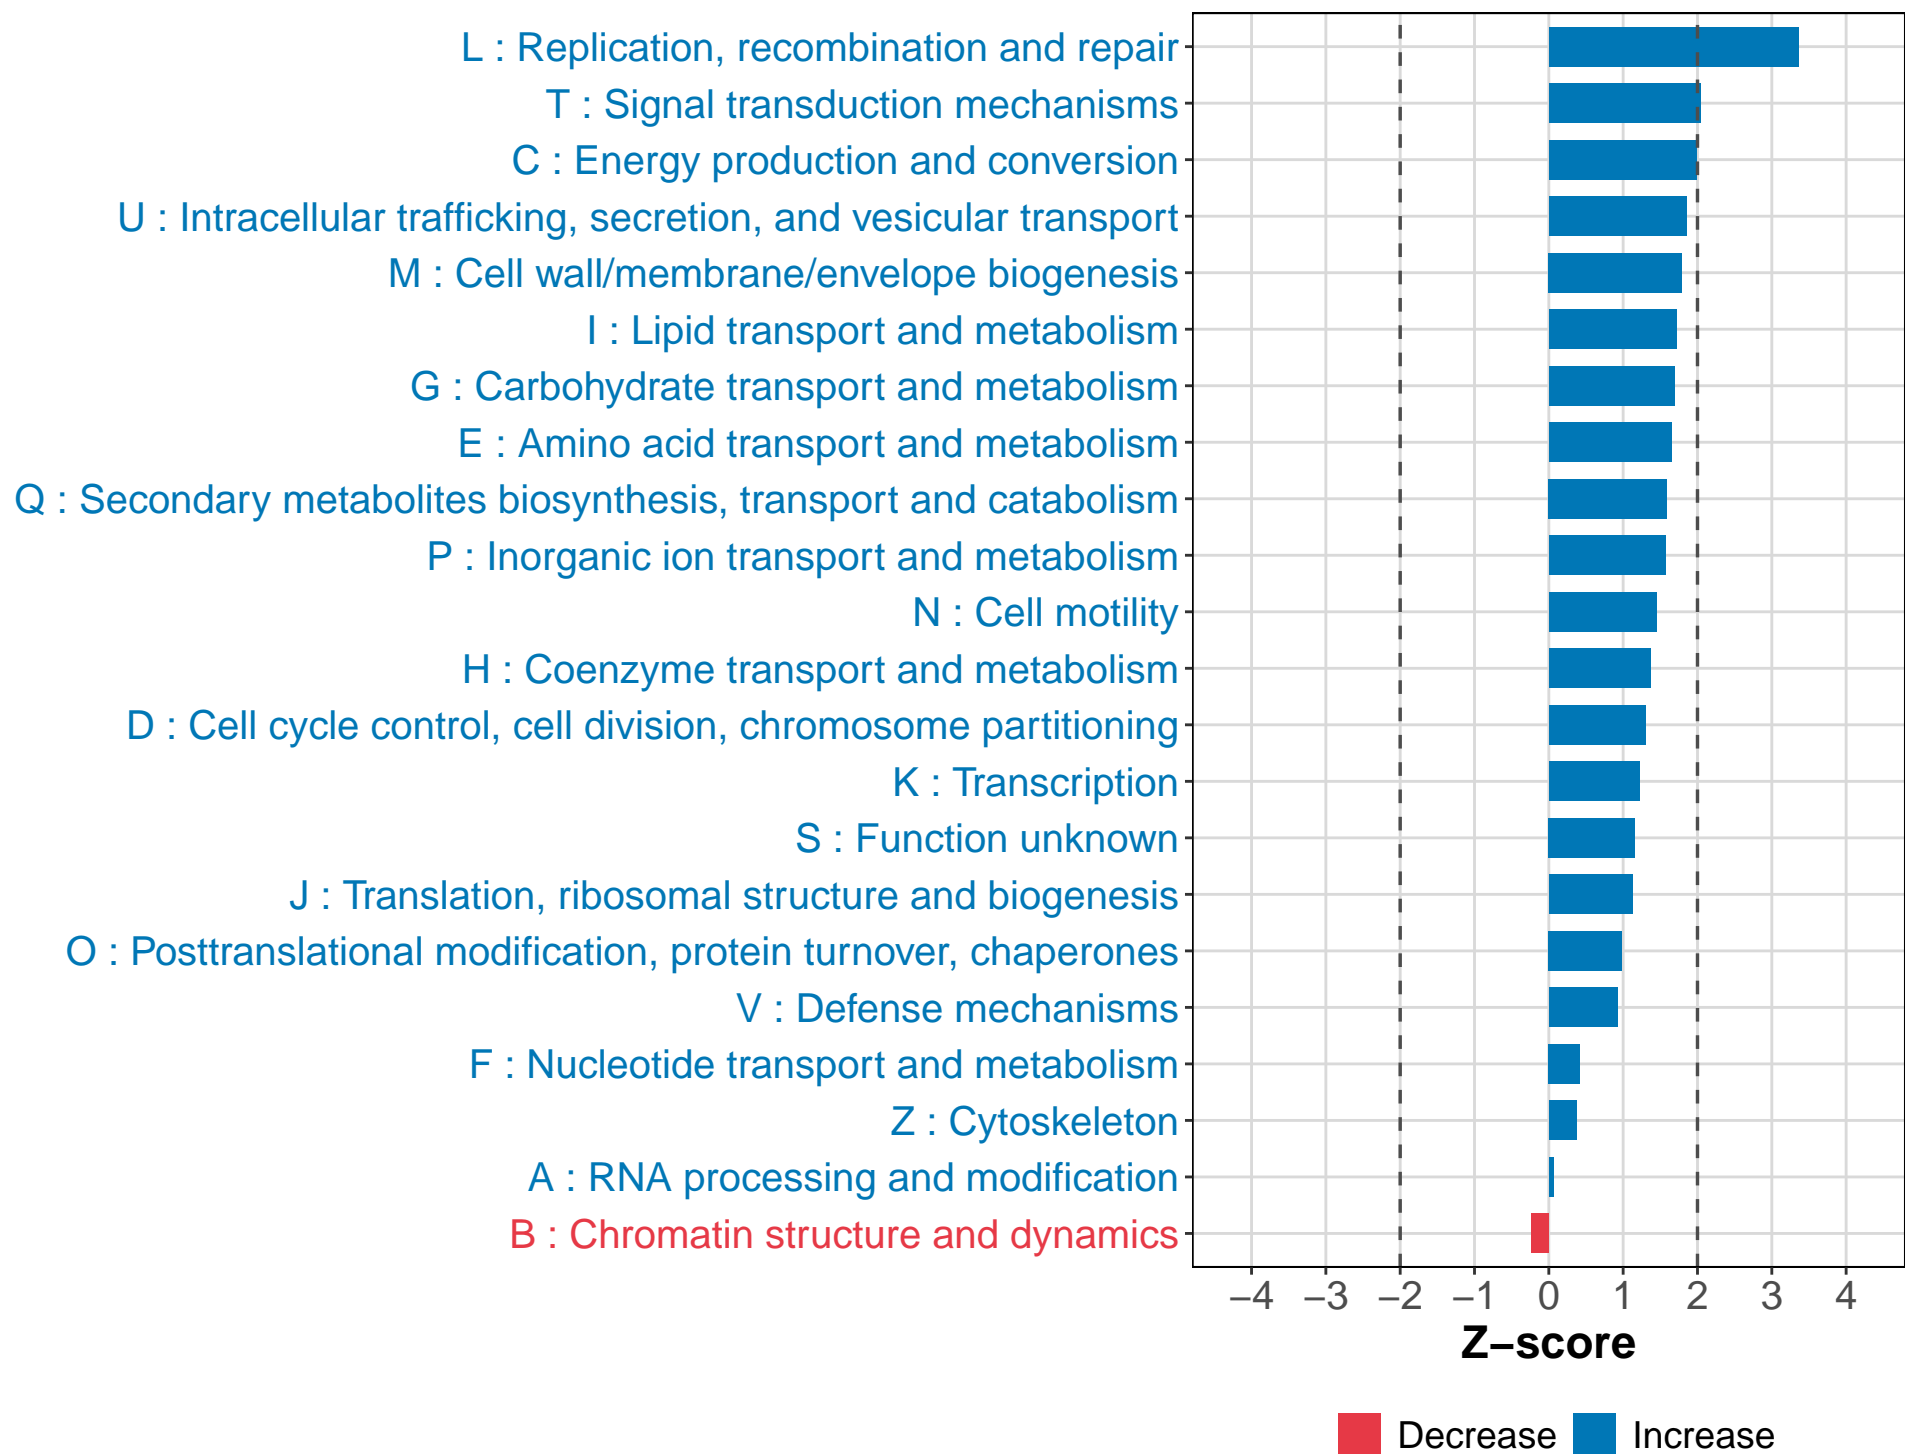 L : Replication, recombination and repair
T : Signal transduction mechanisms
C : Energy production and conversion
U : Intracellular trafficking, secretion, and vesicular transport
M : Cell wall/membrane/envelope biogenesis
I : Lipid transport and metabolism
G : Carbohydrate transport and metabolism
E : Amino acid transport and metabolism
Q : Secondary metabolites biosynthesis, transport and catabolism
P : Inorganic ion transport and metabolism
N : Cell motility
H : Coenzyme transport and metabolism
D : Cell cycle control, cell division, chromosome partitioning
K : Transcription
S : Function unknown
J : Translation, ribosomal structure and biogenesis
O : Posttranslational modification, protein turnover, chaperones
V : Defense mechanisms
F : Nucleotide transport and metabolism
Z : Cytoskeleton
A : RNA processing and modification
B : Chromatin structure and dynamics
−4 −3 −2 −1 0 1 2 3 4
Z−score
Decrease Increase